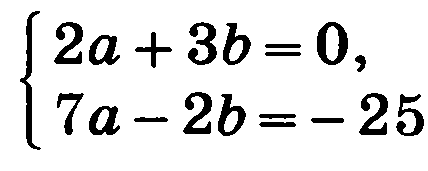 2a + 3b = 0,
7a − 2b = − 25